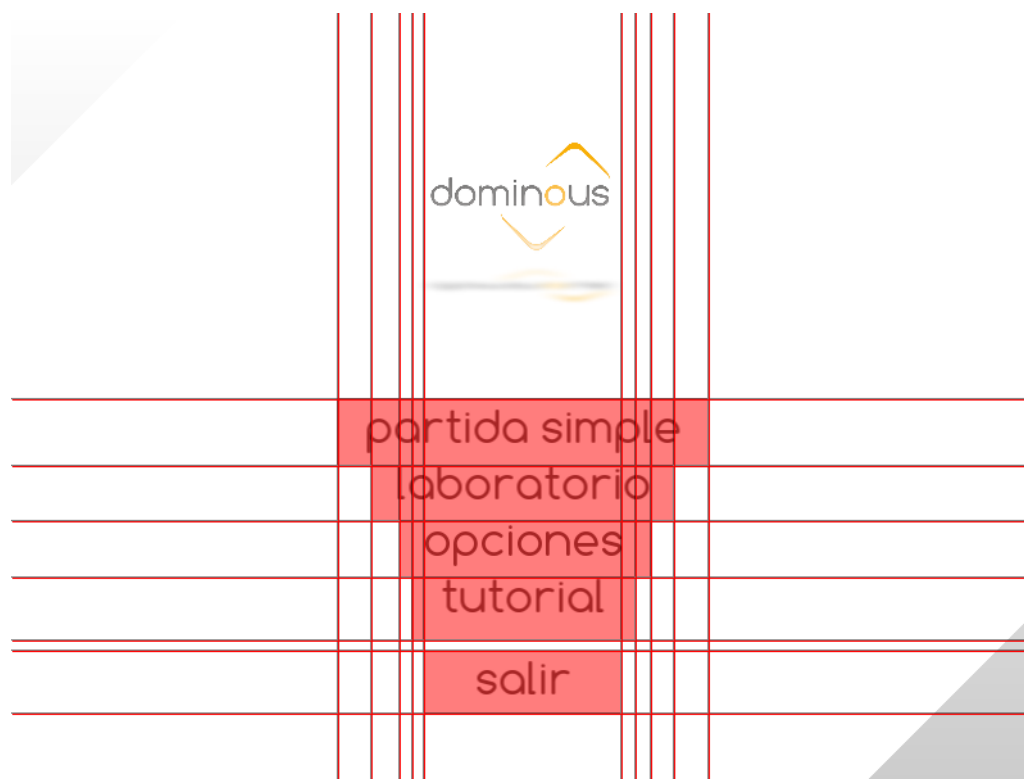 dominous
partida simple
laboratorio
opciones
tutorial
salir